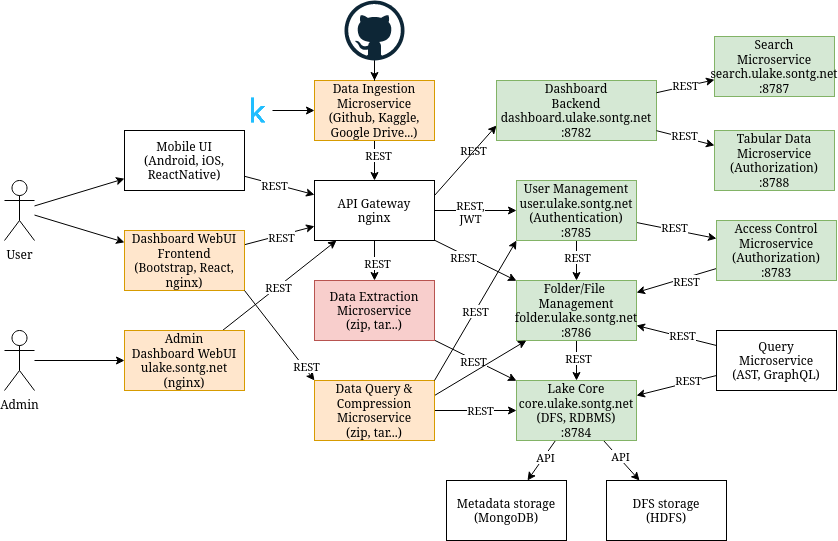 k
Data Ingestion
Microservice
(Github, Kaggle,
Google Drive...)
Dashboard
Backend
dashboard.ulake.sontg.net
:8782
REST
Search
Microservice
search.ulake.sontg.net
:8787
REST
Tabular Data
Microservice
(Authorization)
:8788
Mobile UI
(Android, iOS,
ReactNative)
REST
REST
REST
API Gateway
nginx
REST,
JWT
User Management
user.ulake.sontg.net
(Authentication)
:8785
REST
Access Control
Microservice
(Authorization)
:8783
User
Dashboard WebUI
Frontend
(Bootstrap, React,
nginx)
REST
REST
REST
REST
REST
REST
Data Extraction
Microservice
(zip, tar...)
Folder/File
Management
folder.ulake.sontg.net
:8786
REST
REST
Query
Microservice
(AST, GraphQL)
Admin
Admin
Dashboard WebUI
ulake.sontg.net
(nginx)
REST
REST
REST
REST
REST
Data Query &
Compression
Microservice
(zip, tar...)
REST
Lake Core
core.ulake.sontg.net
(DFS, RDBMS)
:8784
API
API
Metadata storage
(MongoDB)
DFS storage
(HDFS)